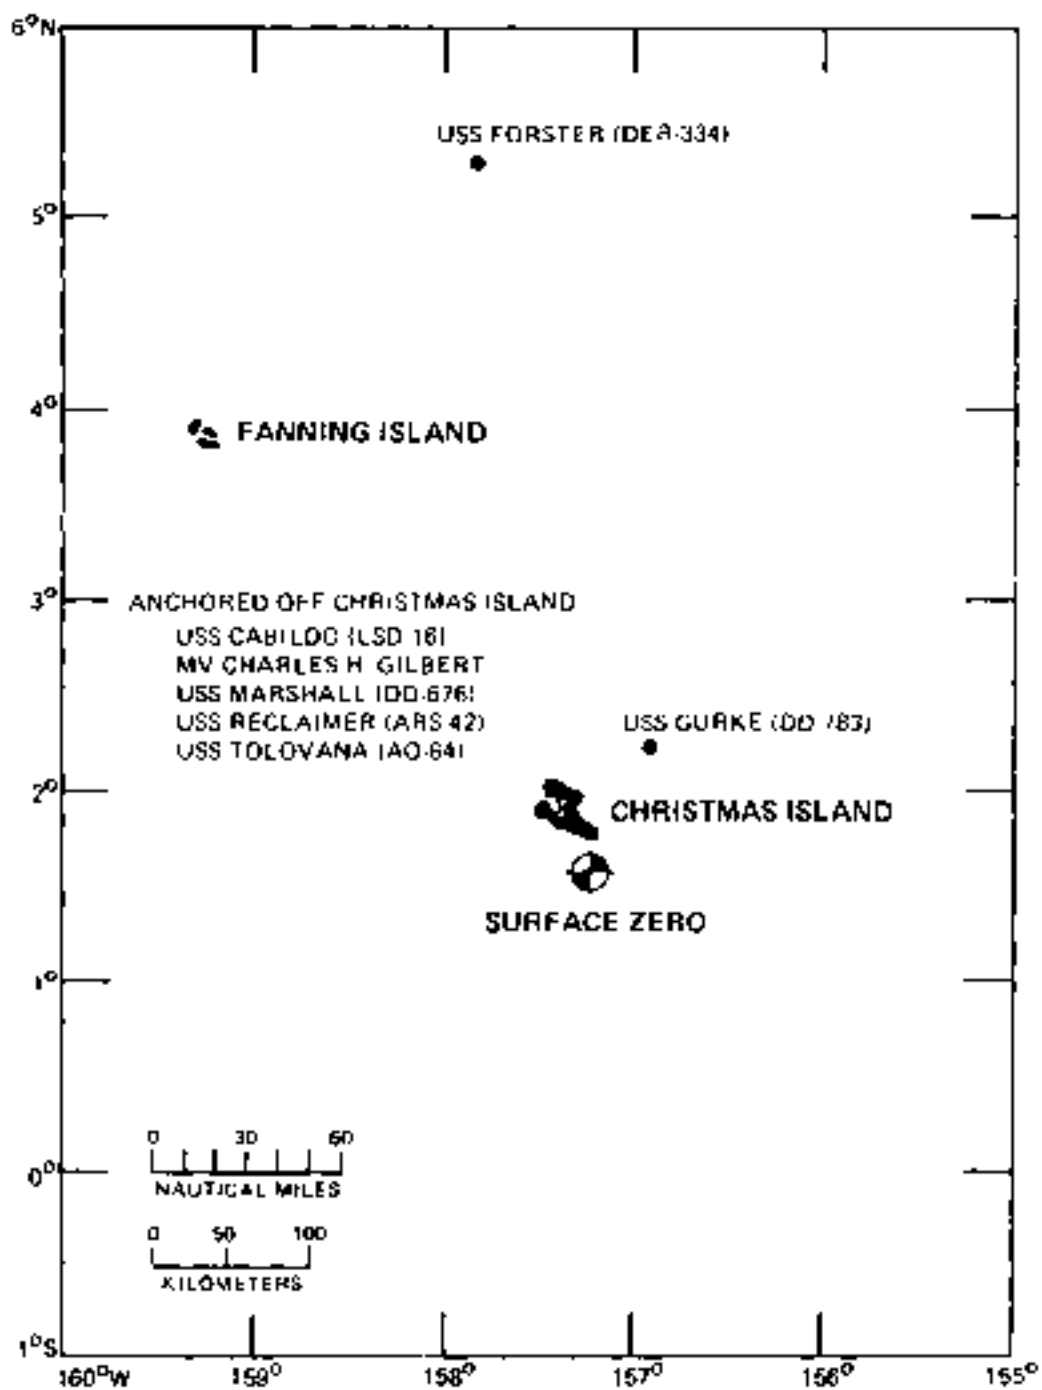 6°N
USS FORSTER (DER-334)
5°
4°
FANNING ISLAND
3°
ANCHORED OFF CHRISTMAS ISLAND
USS CABILDO (LSD 16)
MV CHARLES H. GILBERT
USS MARSHALL (DD-676)
USS RECLAIMER (ARS 42)
USS TOLOVANA (AO-64)
USS GURKE (DD 783)
2°
CHRISTMAS ISLAND
SURFACE ZERO
1°
0 30 60
0°
NAUTICAL MILES
0 50 100
KILOMETERS
1°S
160°W 159° 158° 157° 156° 155°